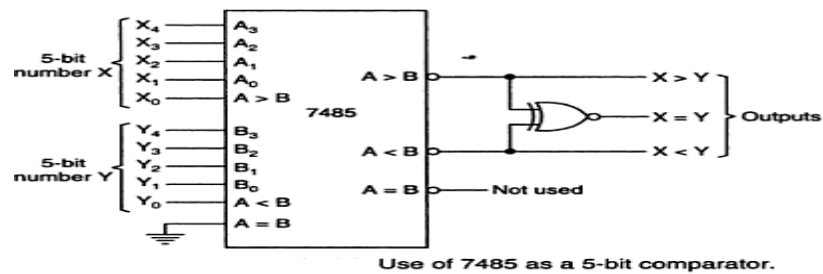 5-bit
number X
X₄
X₃
X₂
X₁
X₀
A₃
A₂
A₁
A₀
A > B
5-bit
number Y
Y₄
Y₃
Y₂
Y₁
Y₀
B₃
B₂
B₁
B₀
A < B
A = B
7485
A > B
A < B
A = B
X > Y
X = Y
X < Y
Outputs
Not used
Use of 7485 as a 5-bit comparator.